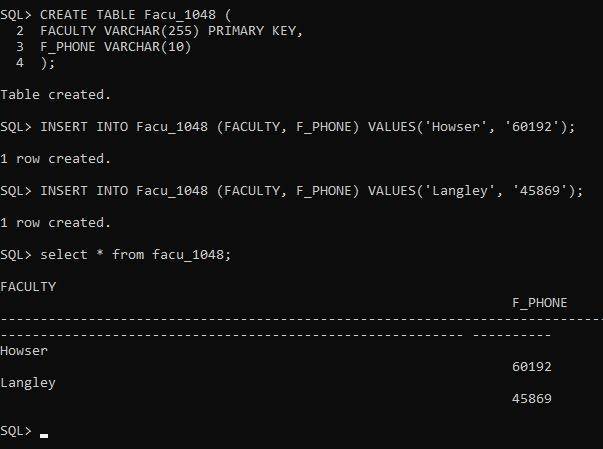 SQL> CREATE TABLE Facu_1048 (
  2  FACULTY VARCHAR(255) PRIMARY KEY,
  3  F_PHONE VARCHAR(10)
  4  );
Table created.
SQL> INSERT INTO Facu_1048 (FACULTY, F_PHONE) VALUES('Howser', '60192');
1 row created.
SQL> INSERT INTO Facu_1048 (FACULTY, F_PHONE) VALUES('Langley', '45869');
1 row created.
SQL> select * from facu_1048;
FACULTY
F_PHONE
----------------------------------------------------------------------------
---------------------------------------------------------- ----------
Howser
60192
Langley
45869
SQL>